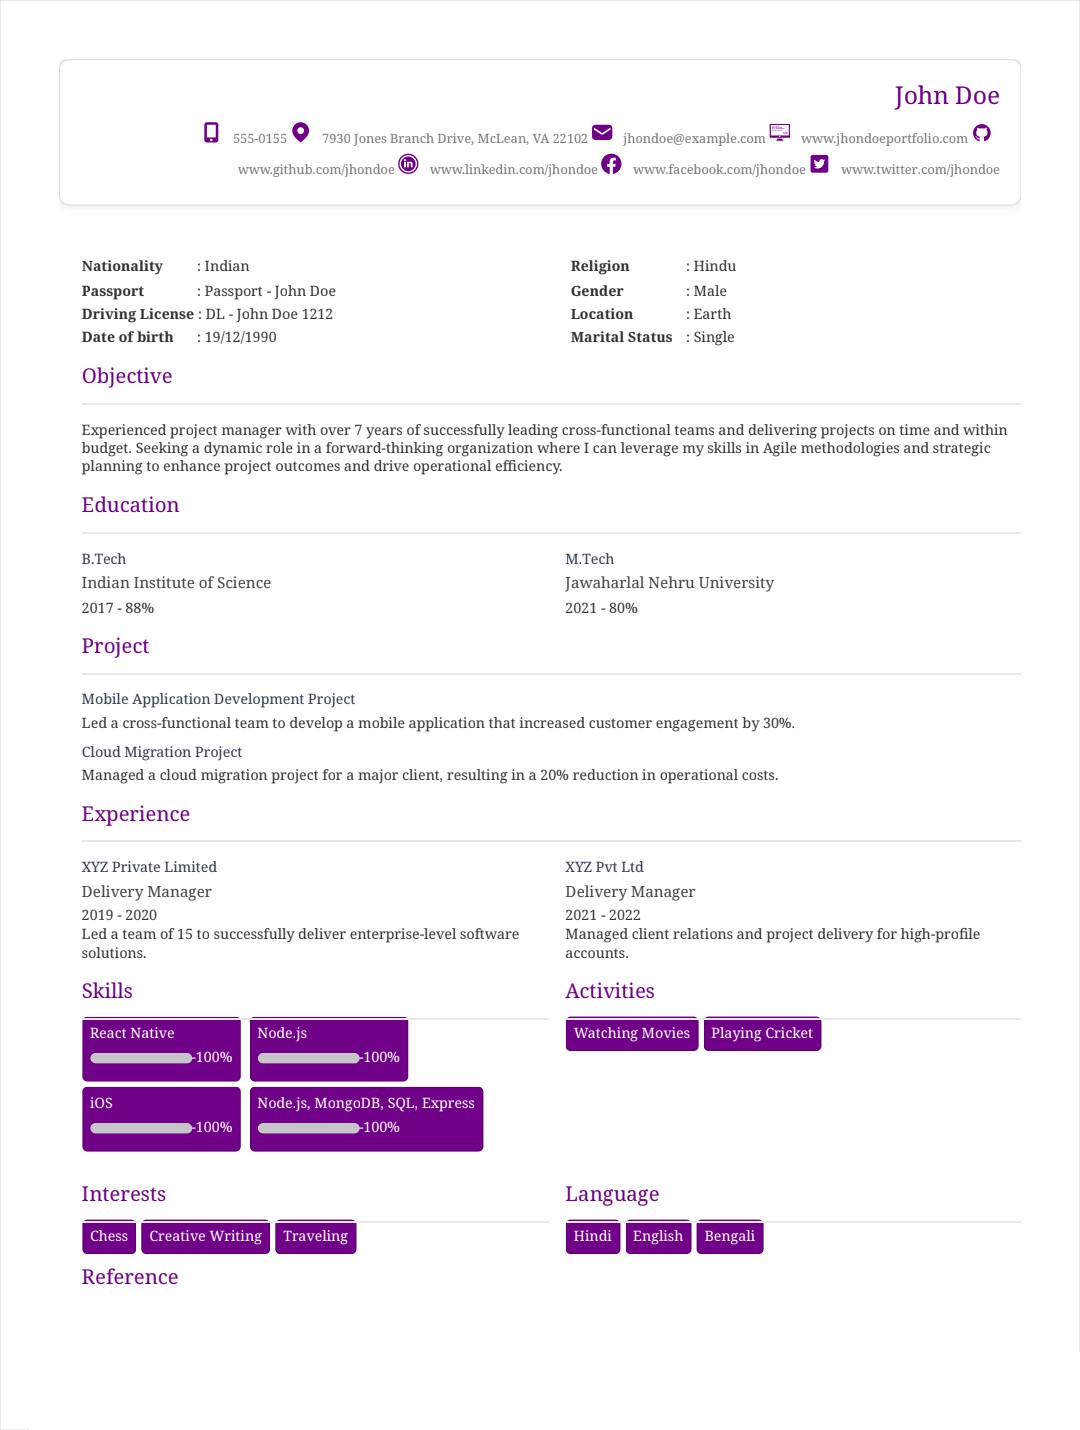 John Doe
555-0155 7930 Jones Branch Drive, McLean, VA 22102 jhondoe@example.com www.jhondoeportfolio.com
www.github.com/jhondoe www.linkedin.com/jhondoe www.facebook.com/jhondoe www.twitter.com/jhondoe
Nationality : Indian
Religion : Hindu
Passport : Passport - John Doe
Gender : Male
Driving License : DL - John Doe 1212
Location : Earth
Date of birth : 19/12/1990
Marital Status : Single
Objective
Experienced project manager with over 7 years of successfully leading cross-functional teams and delivering projects on time and within
budget. Seeking a dynamic role in a forward-thinking organization where I can leverage my skills in Agile methodologies and strategic
planning to enhance project outcomes and drive operational efficiency.
Education
B.Tech
Indian Institute of Science
2017 - 88%
M.Tech
Jawaharlal Nehru University
2021 - 80%
Project
Mobile Application Development Project
Led a cross-functional team to develop a mobile application that increased customer engagement by 30%.
Cloud Migration Project
Managed a cloud migration project for a major client, resulting in a 20% reduction in operational costs.
Experience
XYZ Private Limited
Delivery Manager
2019 - 2020
Led a team of 15 to successfully deliver enterprise-level software
solutions.
XYZ Pvt Ltd
Delivery Manager
2021 - 2022
Managed client relations and project delivery for high-profile
accounts.
Skills
React Native
-100%
Node.js
-100%
iOS
-100%
Node.js, MongoDB, SQL, Express
-100%
Activities
Watching Movies
Playing Cricket
Interests
Chess
Creative Writing
Traveling
Language
Hindi
English
Bengali
Reference